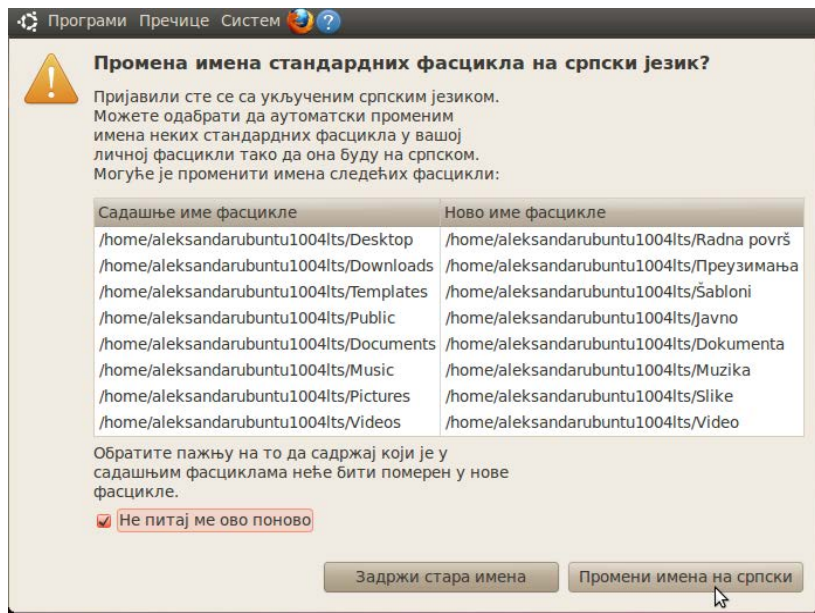 Програми Пречице Систем ?
Промена имена стандардних фасцикла на српски језик?
Пријавили сте се са укљученим српским језиком.
Можете одабрати да аутоматски променим
имена неких стандардних фасцикла у вашој
личној фасцикли тако да она буду на српском.
Могуће је променити имена следећих фасцикли:
Садашње име фасцикле Ново име фасцикле
/home/aleksandarubuntu1004lts/Desktop /home/aleksandarubuntu1004lts/Radna površ
/home/aleksandarubuntu1004lts/Downloads /home/aleksandarubuntu1004lts/Преузимања
/home/aleksandarubuntu1004lts/Templates /home/aleksandarubuntu1004lts/Šabloni
/home/aleksandarubuntu1004lts/Public /home/aleksandarubuntu1004lts/Javno
/home/aleksandarubuntu1004lts/Documents /home/aleksandarubuntu1004lts/Dokumenta
/home/aleksandarubuntu1004lts/Music /home/aleksandarubuntu1004lts/Muzika
/home/aleksandarubuntu1004lts/Pictures /home/aleksandarubuntu1004lts/Slike
/home/aleksandarubuntu1004lts/Videos /home/aleksandarubuntu1004lts/Video
Обратите пажњу на то да садржај који је у
садашњим фасциклама неће бити померен у нове
фасцикле.
Не питај ме ово поново
Задржи стара имена Промени имена на српски